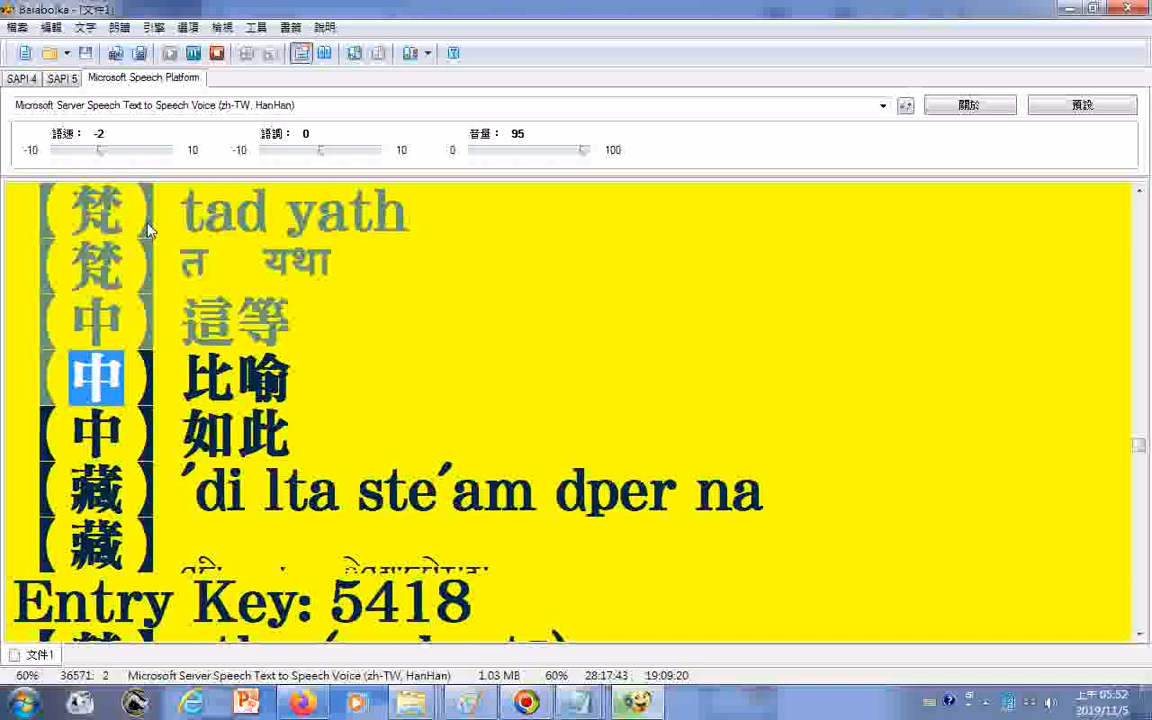 Balabolka - [文件1]
檔案 編輯 文字 朗讀 引擎 選項 檢視 工具 書籤 說明
SAPI 4 SAPI 5 Microsoft Speech Platform
Microsoft Server Speech Text to Speech Voice (zh-TW, HanHan) 關於 預設
語速： -2 語調： 0 音量： 95
-10 10 -10 10 0 100
【梵】 tad yath
【梵】 त यथा
【中】 這等
【中】 比喻
【中】 如此
【藏】 ´di lta ste´am dper na
【藏】
Entry Key: 5418
文件1
60% 36571: 2 Microsoft Server Speech Text to Speech Voice (zh-TW, HanHan) 1.03 MB 60% 28:17:43 19:09:20
上午 05:52
2019/11/5